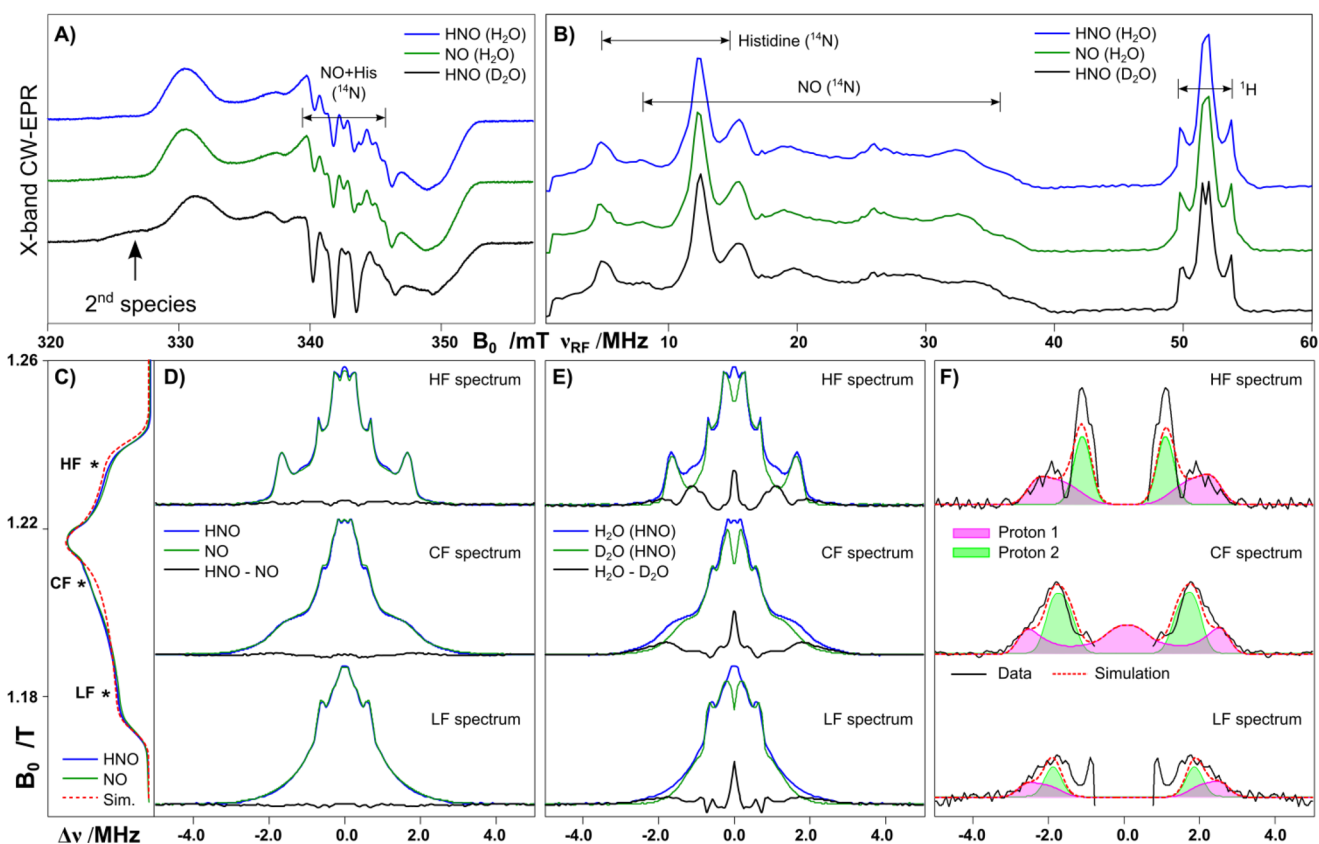 A)
HNO (H₂O)
NO (H₂O)
HNO (D₂O)
NO+His
(¹⁴N)
2ⁿᵈ species
X-band CW-EPR
320
330
340
350
B₀ /mT
B)
Histidine (¹⁴N)
NO (¹⁴N)
HNO (H₂O)
NO (H₂O)
HNO (D₂O)
¹H
ν_RF /MHz
10
20
30
40
50
60
C)
1.26
1.22
1.18
B₀ /T
HF *
CF *
LF *
HNO
NO
Sim.
Δν /MHz
D)
HF spectrum
HNO
NO
HNO - NO
CF spectrum
LF spectrum
-4.0
-2.0
0.0
2.0
4.0
E)
HF spectrum
H₂O (HNO)
D₂O (HNO)
H₂O - D₂O
CF spectrum
LF spectrum
-4.0
-2.0
0.0
2.0
4.0
F)
HF spectrum
Proton 1
Proton 2
CF spectrum
Data
Simulation
LF spectrum
-4.0
-2.0
0.0
2.0
4.0